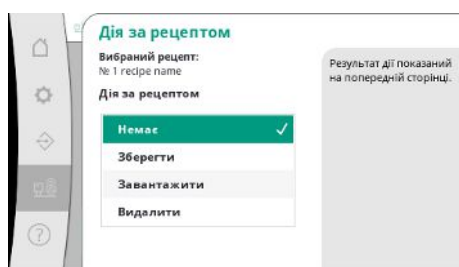 Дія за рецептом
Вибраний рецепт:
№ 1 recipe name
Дія за рецептом
Немає
Зберегти
Завантажити
Видалити
Результат дії показаний
на попередній сторінці.